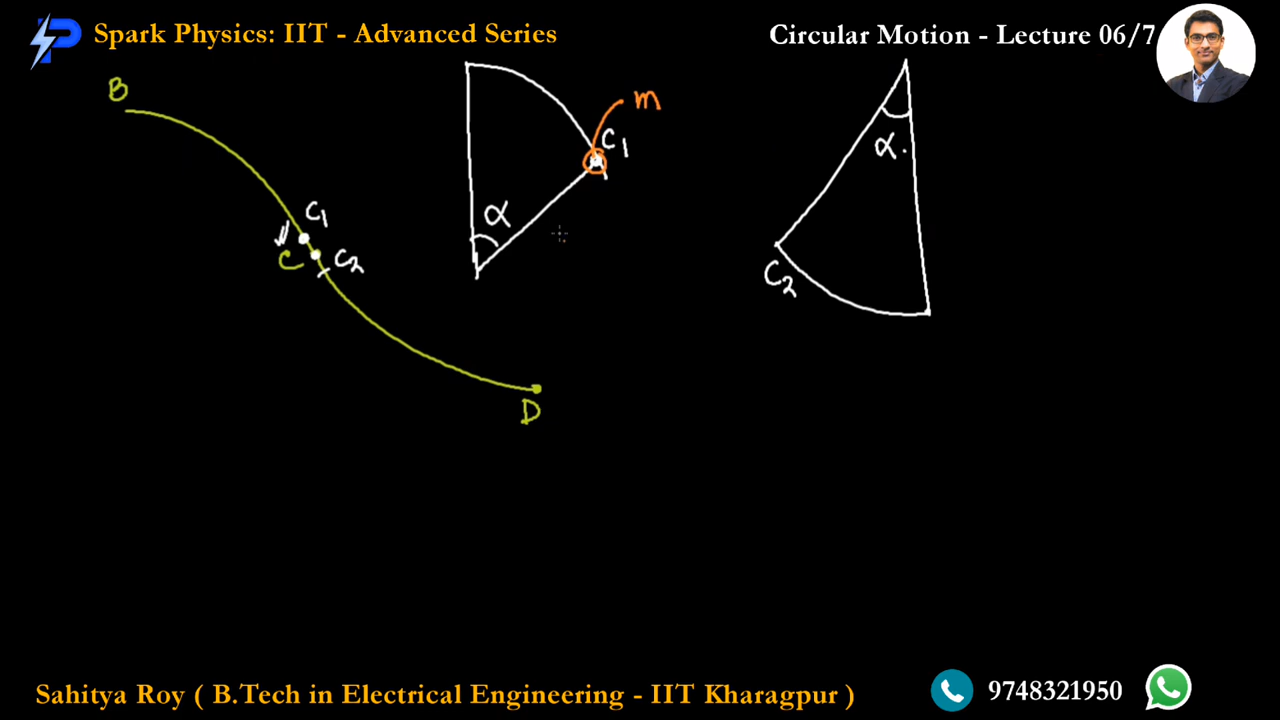 Spark Physics: IIT - Advanced Series
Circular Motion - Lecture 06/7
B
m
C1
α
α.
C1
C
C2
C2
D
Sahitya Roy ( B.Tech in Electrical Engineering - IIT Kharagpur )
9748321950